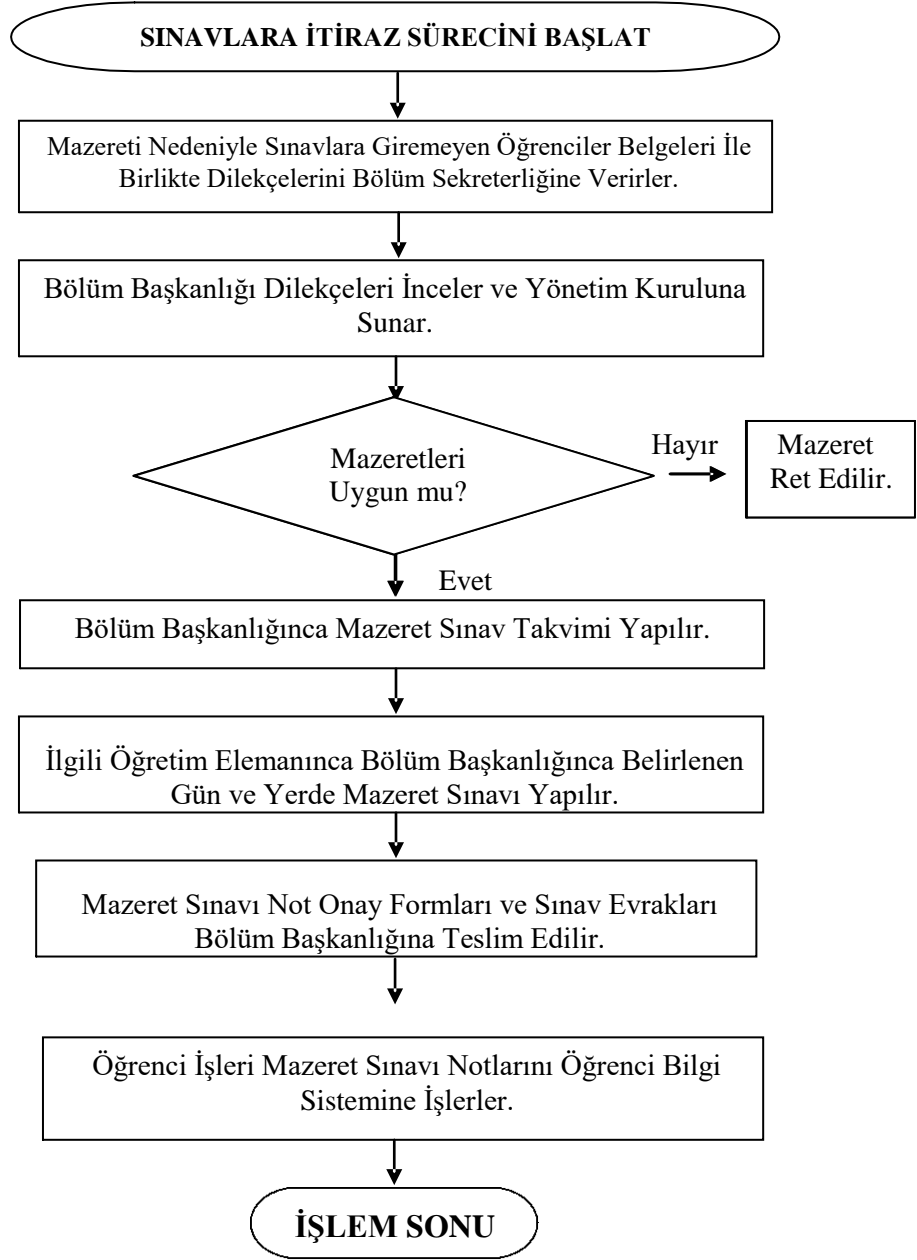 SINAVLARA İTİRAZ SÜRECİNİ BAŞLAT
Mazereti Nedeniyle Sınavlara Giremeyen Öğrenciler Belgeleri İle
Birlikte Dilekçelerini Bölüm Sekreterliğine Verirler.
Bölüm Başkanlığı Dilekçeleri İnceler ve Yönetim Kuruluna
Sunar.
Mazeretleri
Uygun mu?
Hayır
Mazeret
Ret Edilir.
Evet
Bölüm Başkanlığınca Mazeret Sınav Takvimi Yapılır.
İlgili Öğretim Elemanınca Bölüm Başkanlığınca Belirlenen
Gün ve Yerde Mazeret Sınavı Yapılır.
Mazeret Sınavı Not Onay Formları ve Sınav Evrakları
Bölüm Başkanlığına Teslim Edilir.
Öğrenci İşleri Mazeret Sınavı Notlarını Öğrenci Bilgi
Sistemine İşlerler.
İŞLEM SONU